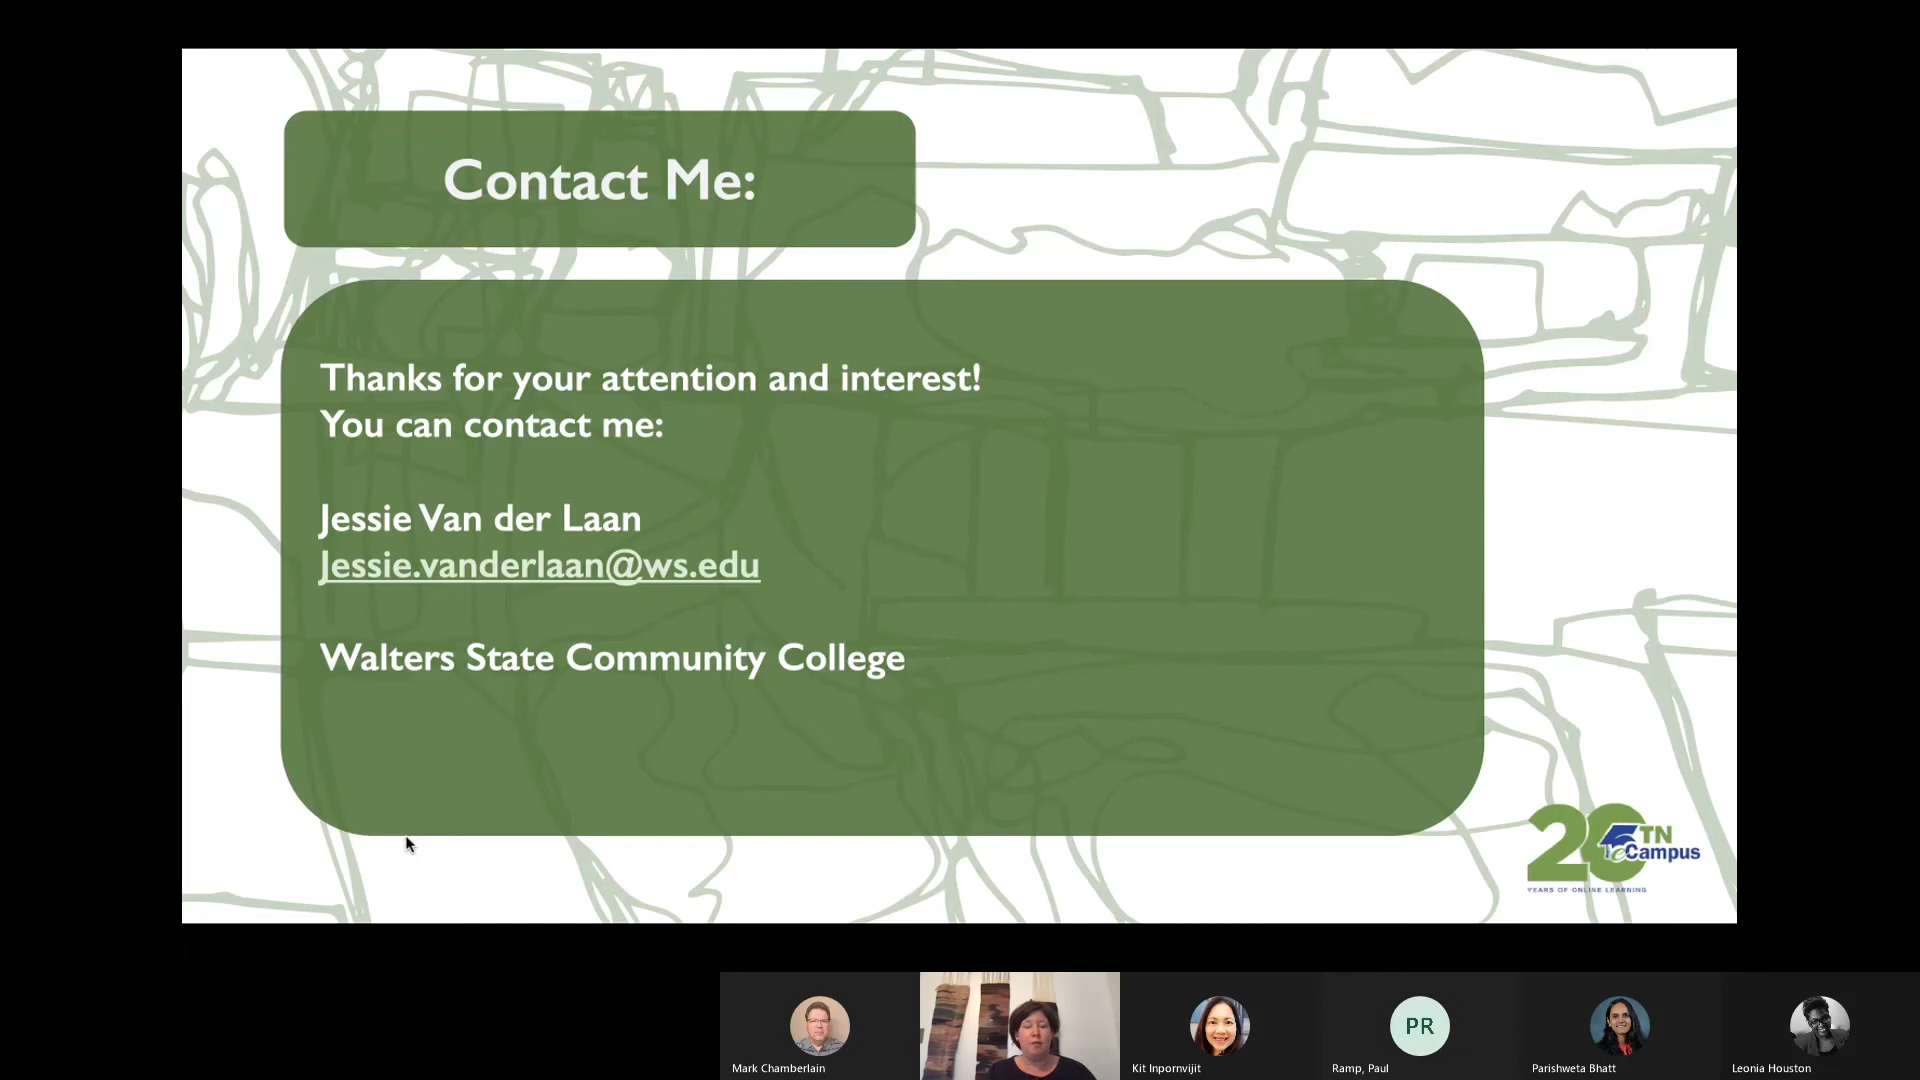 Contact Me:
Thanks for your attention and interest!
You can contact me:
Jessie Van der Laan
Jessie.vanderlaan@ws.edu
Walters State Community College
20 TN
eCampus
YEARS OF ONLINE LEARNING
Mark Chamberlain
Kit Inpornvijit
PR
Ramp, Paul
Parishweta Bhatt
Leonia Houston